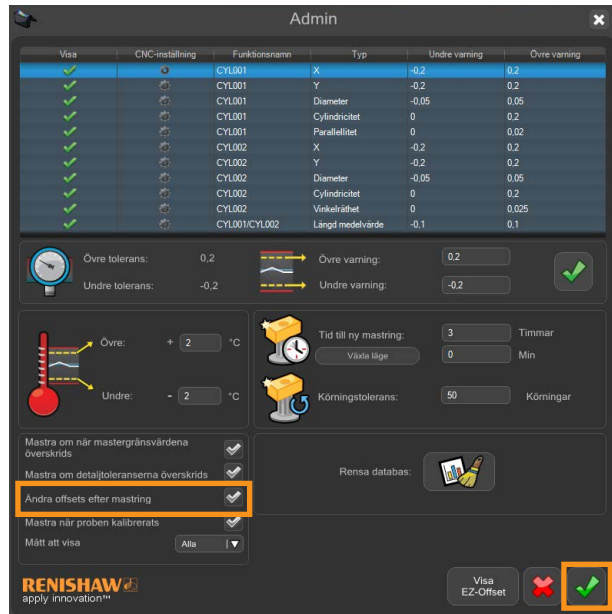 Admin
Visa CNC-inställning Funktionsnamn Typ Undre varning Övre varning
CYL001 X -0,2 0,2
CYL001 Y -0,2 0,2
CYL001 Diameter -0,05 0,05
CYL001 Cylindricitet 0 0,2
CYL001 Parallellitet 0 0,02
CYL002 X -0,2 0,2
CYL002 Y -0,2 0,2
CYL002 Diameter -0,05 0,05
CYL002 Cylindricitet 0 0,2
CYL002 Vinkelräthet 0 0,025
CYL001/CYL002 Längd medelvärde -0,1 0,1
Övre tolerans: 0,2 Övre varning: 0,2
Undre tolerans: -0,2 Undre varning: -0,2
Övre: + 2 °C
Undre: - 2 °C
Tid till ny mastring: 3 Timmar
Växla läge 0 Min
Körningstolerans: 50 Körningar
Mastra om när mastergränsvärdena
överskrids
Mastra om detaljtoleranserna överskrids
Ändra offsets efter mastring
Mastra när proben kalibrerats
Mått att visa Alla
Rensa databas:
RENISHAW
apply innovation™
Visa
EZ-Offset